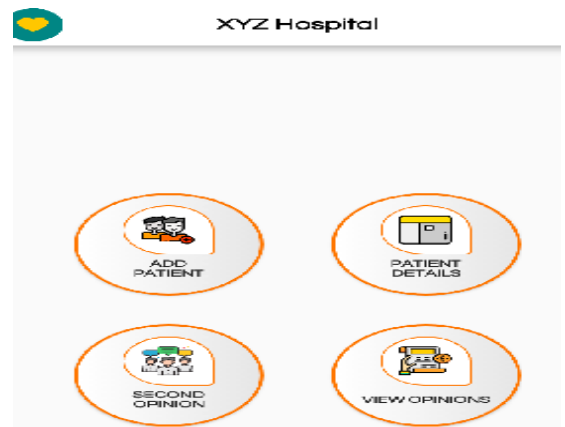 XYZ Hospital
ADD
PATIENT
PATIENT
DETAILS
SECOND
OPINION
VIEW OPINIONS